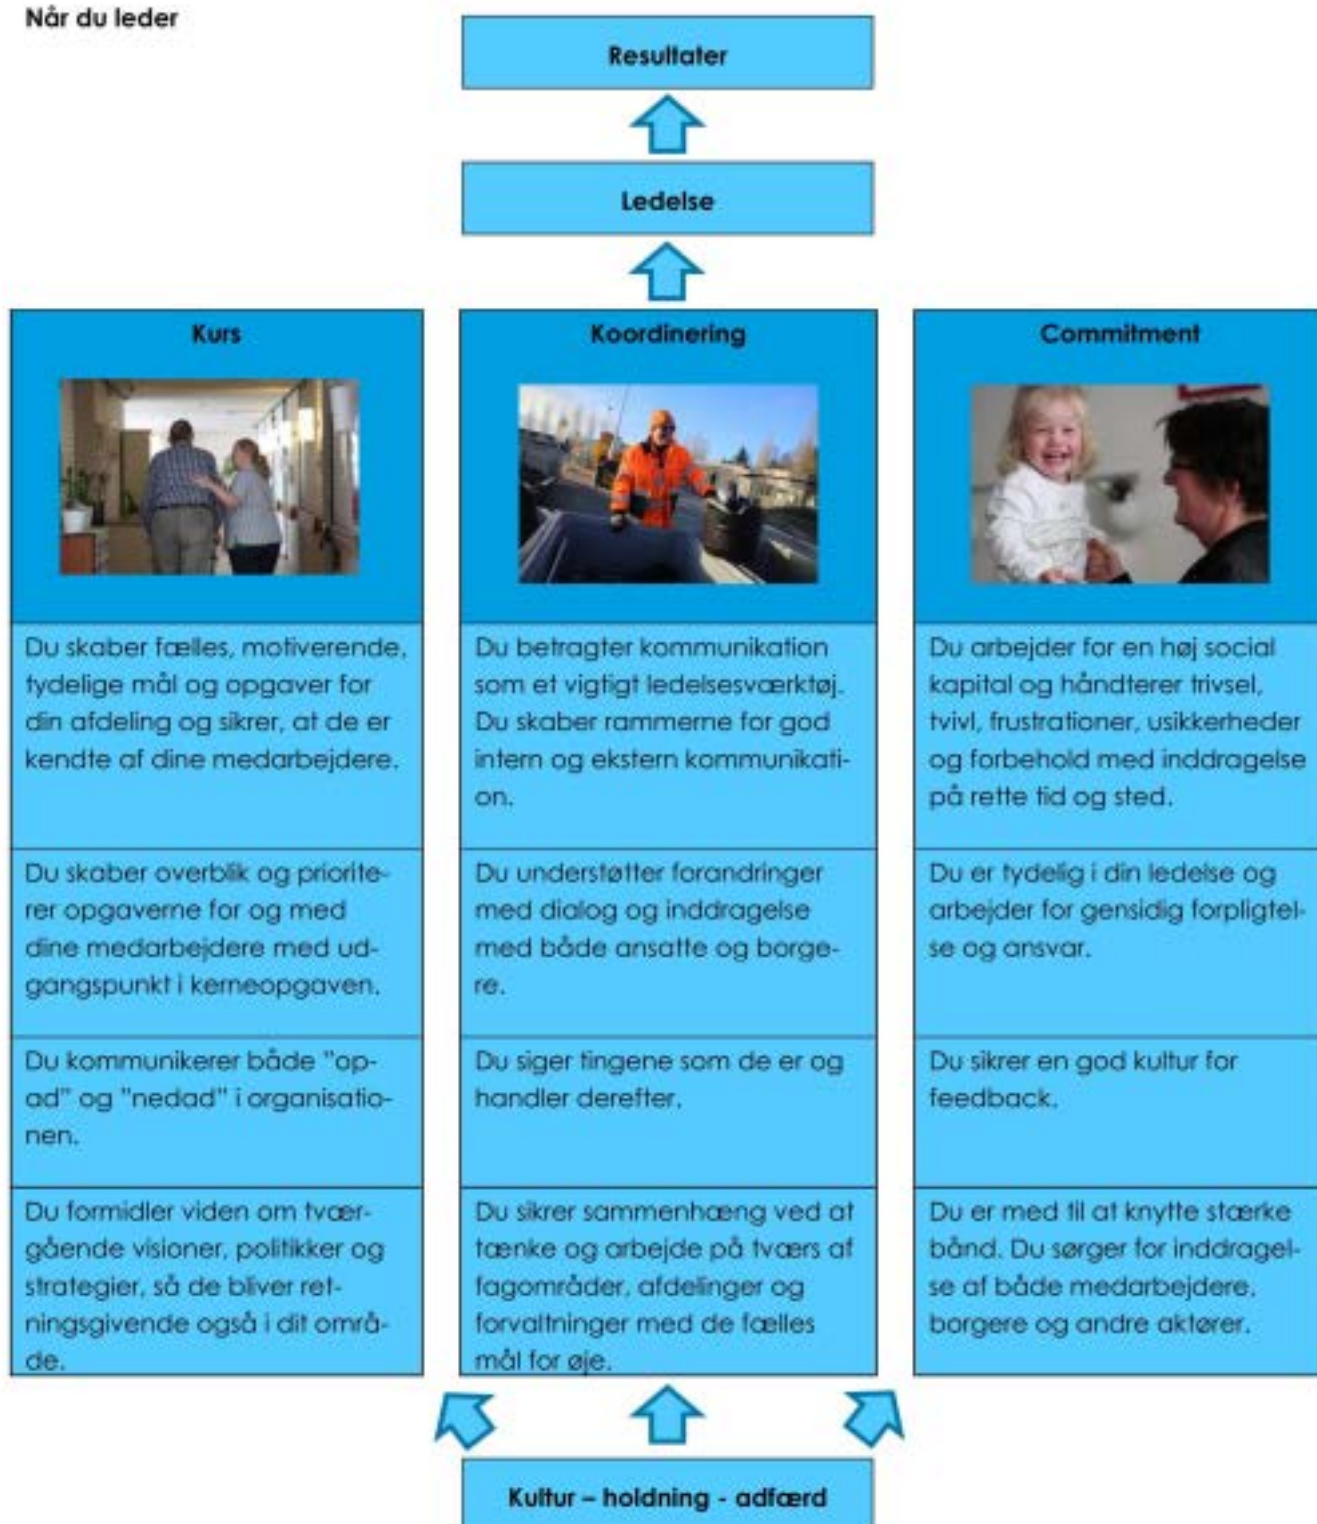 Når du leder
Resultater
Ledelse
Kurs
Du skaber fælles, motiverende,
tydelige mål og opgaver for
din afdeling og sikrer, at de er
kendte af dine medarbejdere.
Du skaber overblik og priorite-
rer opgaverne for og med
dine medarbejdere med ud-
gangspunkt i kerneopgaven.
Du kommunikerer både ”op-
ad” og ”nedad” i organisatio-
nen.
Du formidler viden om tvær-
gående visioner, politikker og
strategier, så de bliver ret-
ningsgivende også i dit områ-
de.
Koordinering
Du betragter kommunikation
som et vigtigt ledelsesværktøj.
Du skaber rammerne for god
intern og ekstern kommunikati-
on.
Du understøtter forandringer
med dialog og inddragelse
med både ansatte og borge-
re.
Du siger tingene som de er og
handler derefter.
Du sikrer sammenhæng ved at
tænke og arbejde på tværs af
fagområder, afdelinger og
forvaltninger med de fælles
mål for øje.
Commitment
Du arbejder for en høj social
kapital og håndterer trivsel,
tvivl, frustrationer, usikkerheder
og forbehold med inddragelse
på rette tid og sted.
Du er tydelig i din ledelse og
arbejder for gensidig forpligtel-
se og ansvar.
Du sikrer en god kultur for
feedback.
Du er med til at knytte stærke
bånd. Du sørger for inddragel-
se af både medarbejdere,
borgere og andre aktører.
Kultur – holdning - adfærd